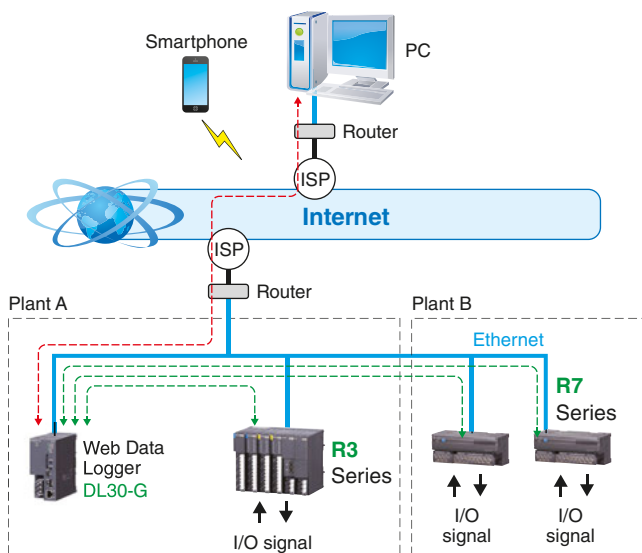 Smartphone
PC
Router
ISP
Internet
ISP
Router
Plant A
Plant B
Ethernet
R7
Series
Web Data
Logger
DL30-G
R3
Series
I/O signal
I/O
signal
I/O
signal